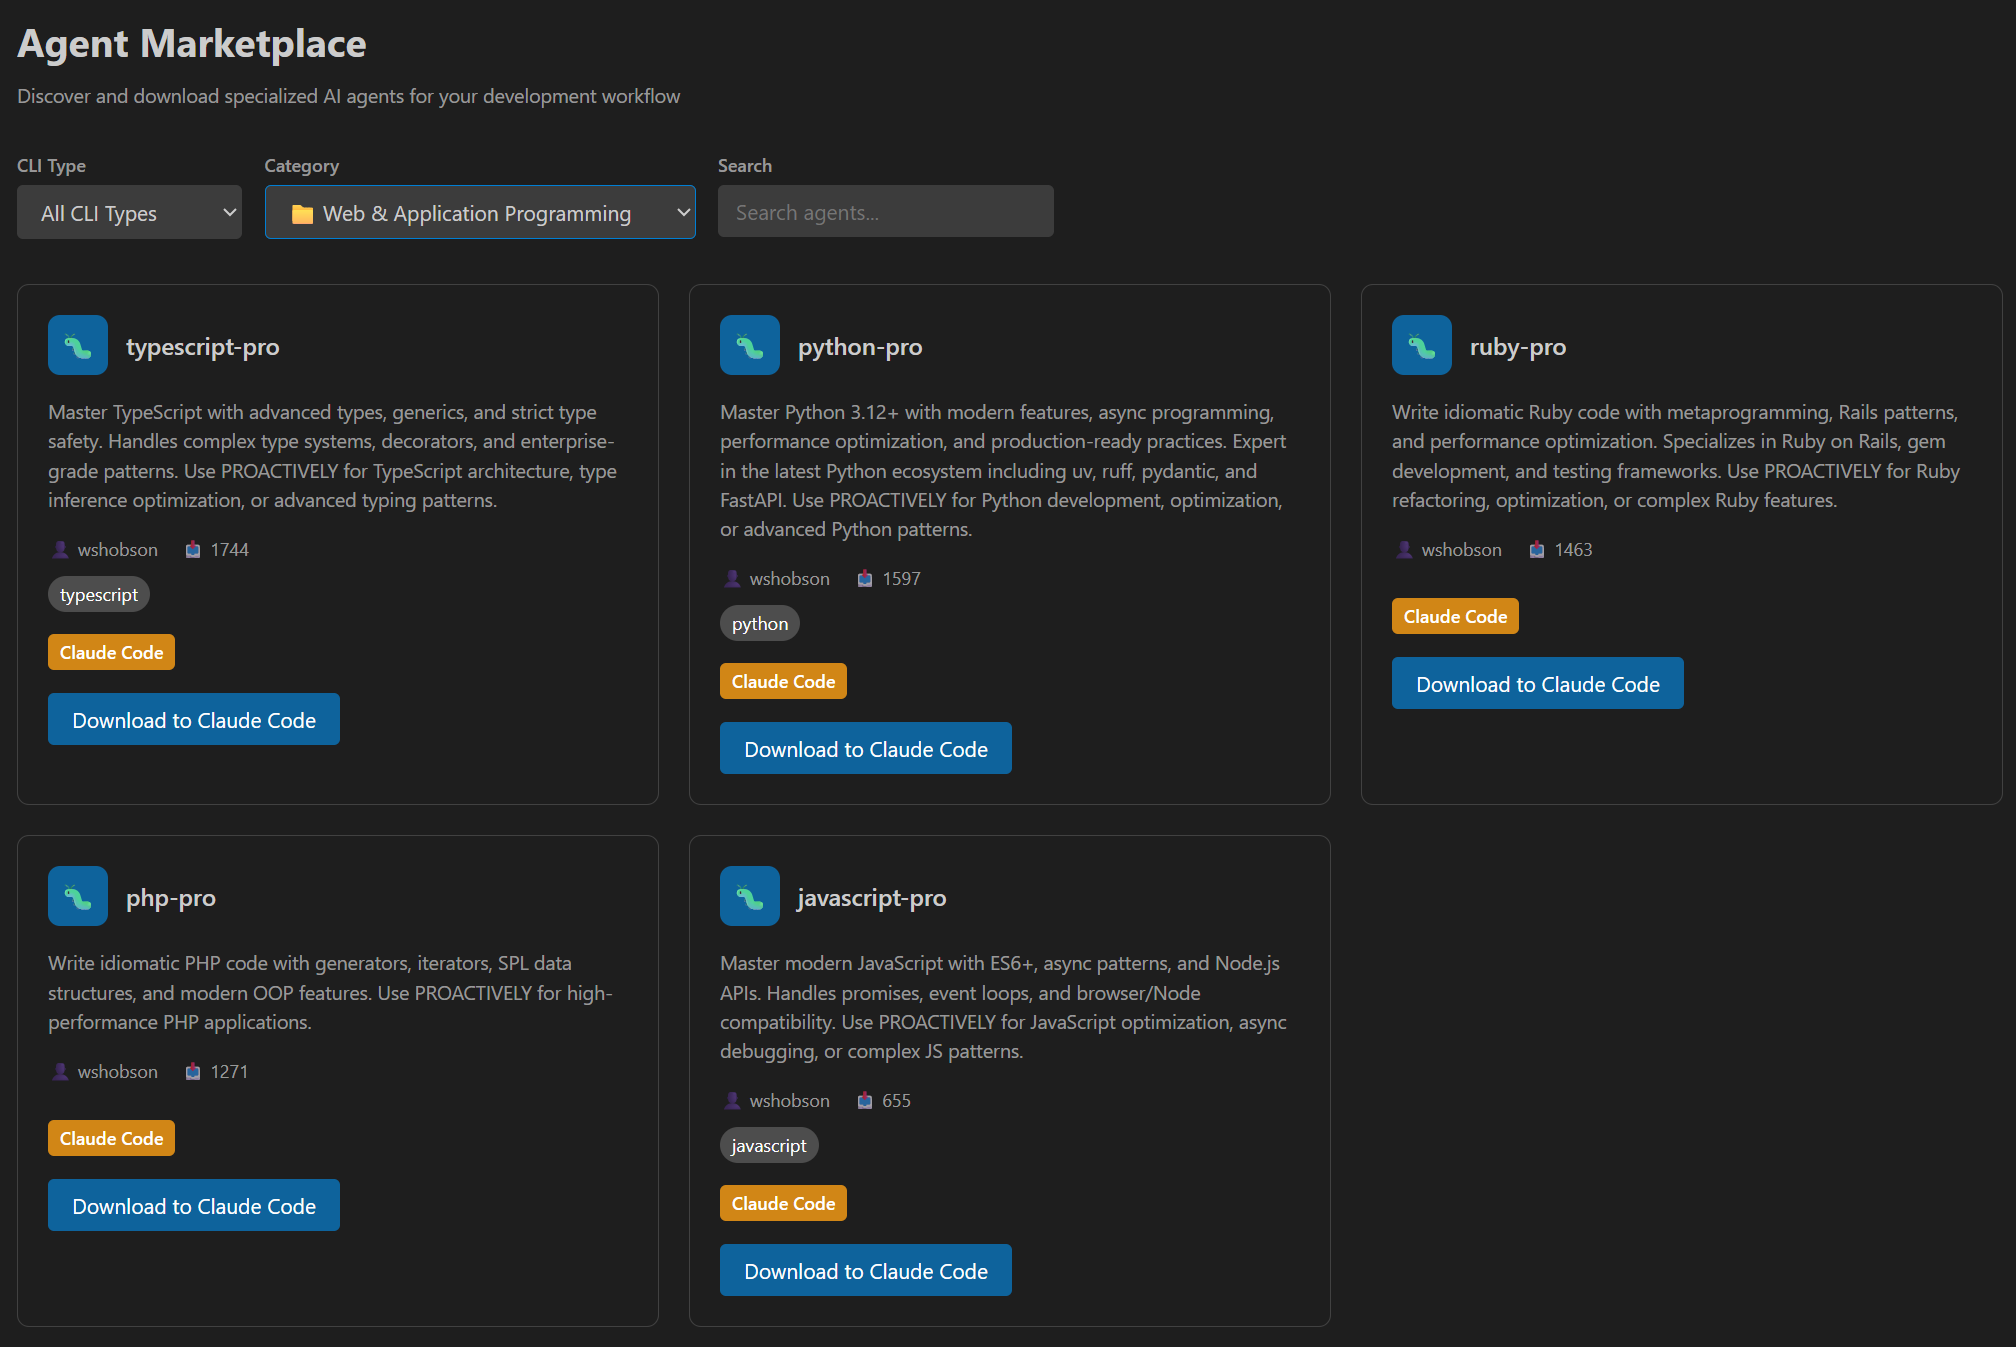 Agent Marketplace
Discover and download specialized AI agents for your development workflow
CLI Type
Category
Search
All CLI Types
Web & Application Programming
Search agents...
typescript-pro
Master TypeScript with advanced types, generics, and strict type
safety. Handles complex type systems, decorators, and enterprise-
grade patterns. Use PROACTIVELY for TypeScript architecture, type
inference optimization, or advanced typing patterns.
wshobson 1744
typescript
Claude Code
Download to Claude Code
python-pro
Master Python 3.12+ with modern features, async programming,
performance optimization, and production-ready practices. Expert
in the latest Python ecosystem including uv, ruff, pydantic, and
FastAPI. Use PROACTIVELY for Python development, optimization,
or advanced Python patterns.
wshobson 1597
python
Claude Code
Download to Claude Code
ruby-pro
Write idiomatic Ruby code with metaprogramming, Rails patterns,
and performance optimization. Specializes in Ruby on Rails, gem
development, and testing frameworks. Use PROACTIVELY for Ruby
refactoring, optimization, or complex Ruby features.
wshobson 1463
Claude Code
Download to Claude Code
php-pro
Write idiomatic PHP code with generators, iterators, SPL data
structures, and modern OOP features. Use PROACTIVELY for high-
performance PHP applications.
wshobson 1271
Claude Code
Download to Claude Code
javascript-pro
Master modern JavaScript with ES6+, async patterns, and Node.js
APIs. Handles promises, event loops, and browser/Node
compatibility. Use PROACTIVELY for JavaScript optimization, async
debugging, or complex JS patterns.
wshobson 655
javascript
Claude Code
Download to Claude Code